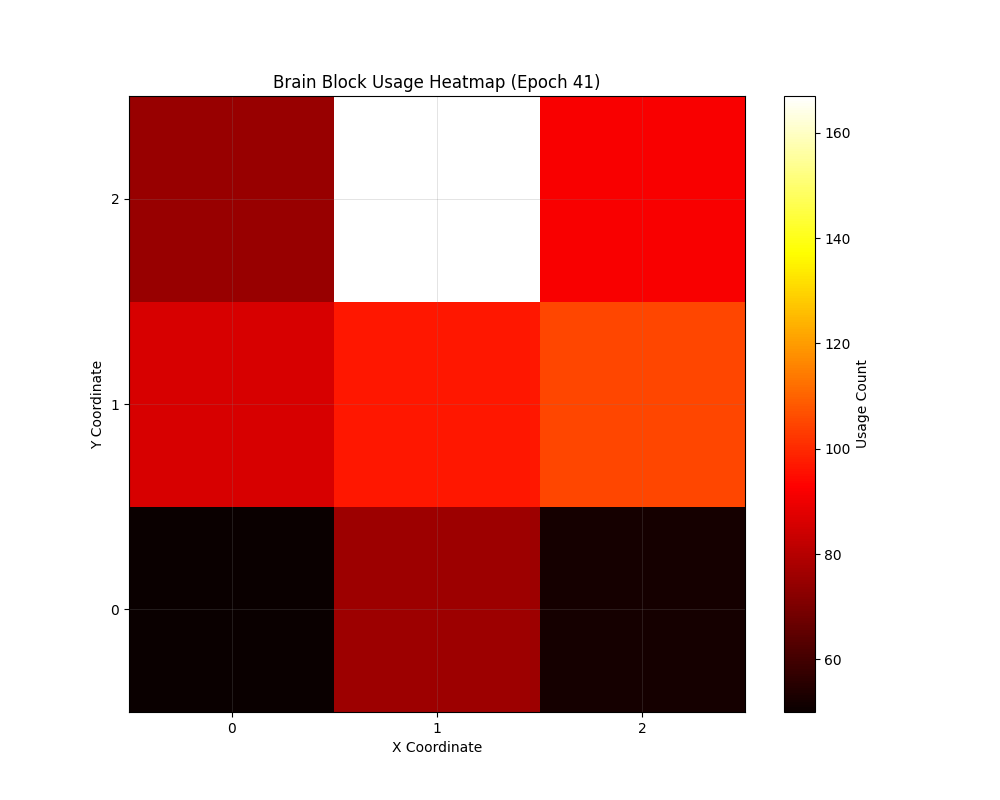 Brain Block Usage Heatmap (Epoch 41)
2
1
0
Y Coordinate
0 1 2
X Coordinate
160
140
120
100
80
60
Usage Count